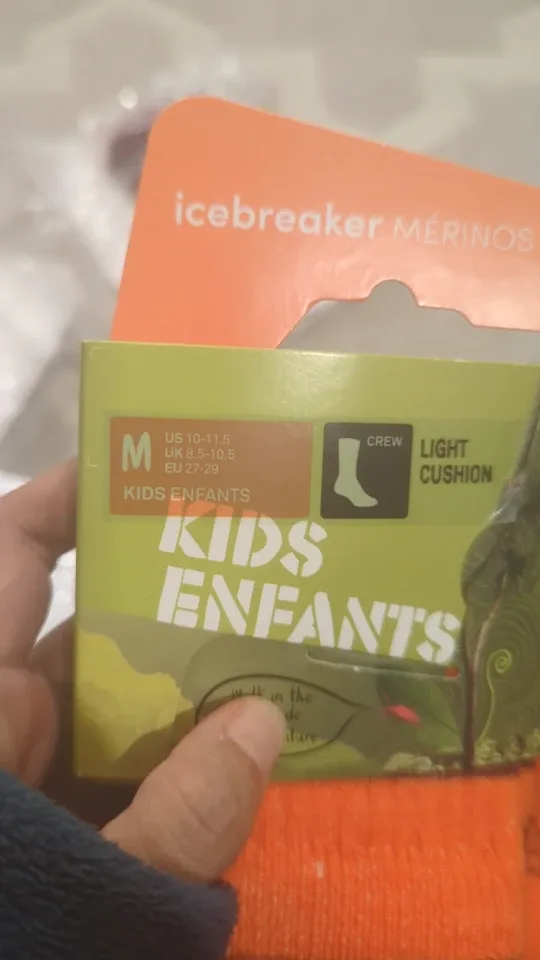 icebreaker MÉRINOS
M
US 10-11.5
UK 8.5-10.5
EU 27-29
KIDS ENFANTS
CREW
LIGHT
CUSHION
KIDS
ENFANTS
in the